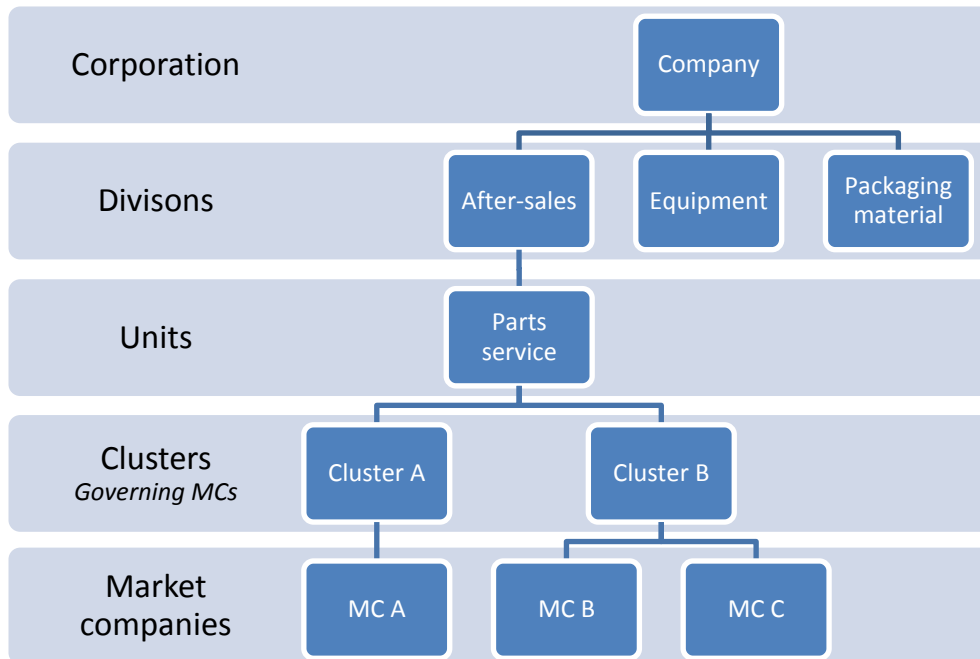 Corporation
Company
Divisons
After-sales
Equipment
Packaging
material
Units
Parts
service
Clusters
Governing MCs
Cluster A
Cluster B
Market
companies
MC A
MC B
MC C